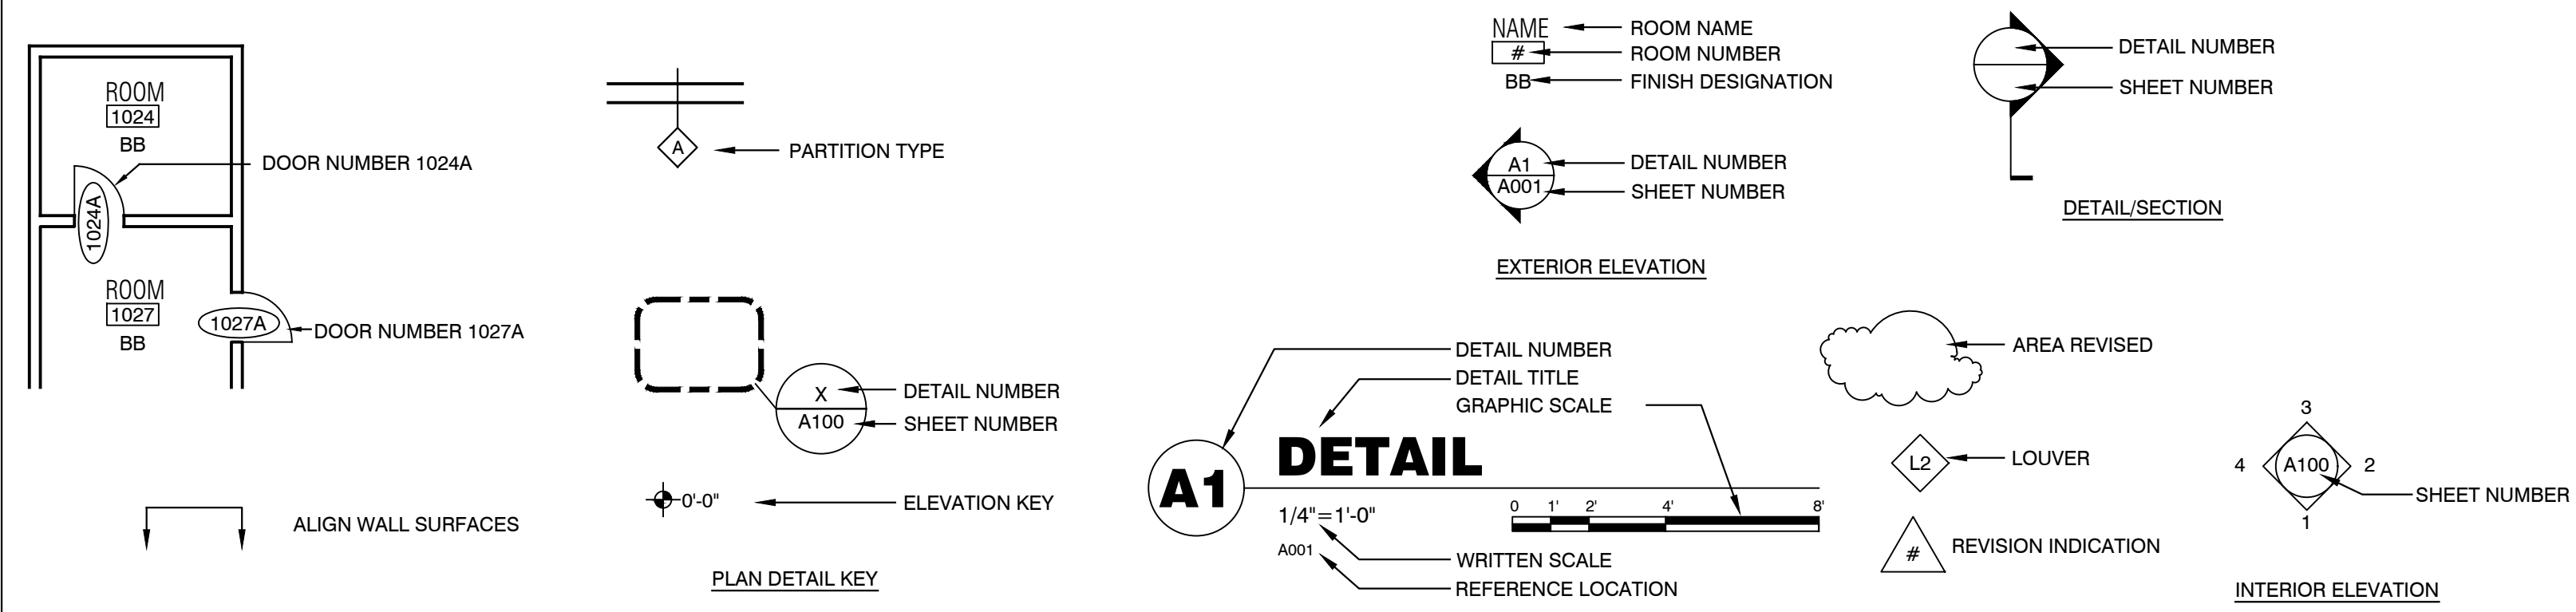 ROOM
1024
BB
DOOR NUMBER 1024A
1024A
ROOM
1027
BB
1027A
DOOR NUMBER 1027A
ALIGN WALL SURFACES
A
PARTITION TYPE
X
DETAIL NUMBER
A100
SHEET NUMBER
0'-0"
ELEVATION KEY
PLAN DETAIL KEY
NAME
ROOM NAME
#
ROOM NUMBER
BB
FINISH DESIGNATION
A1
DETAIL NUMBER
A001
SHEET NUMBER
EXTERIOR ELEVATION
DETAIL NUMBER
SHEET NUMBER
DETAIL/SECTION
DETAIL NUMBER
DETAIL TITLE
GRAPHIC SCALE
A1
DETAIL
1/4"=1'-0"
A001
0 1' 2' 4' 8'
WRITTEN SCALE
REFERENCE LOCATION
AREA REVISED
L2
LOUVER
#
REVISION INDICATION
3
4
A100
2
SHEET NUMBER
1
INTERIOR ELEVATION